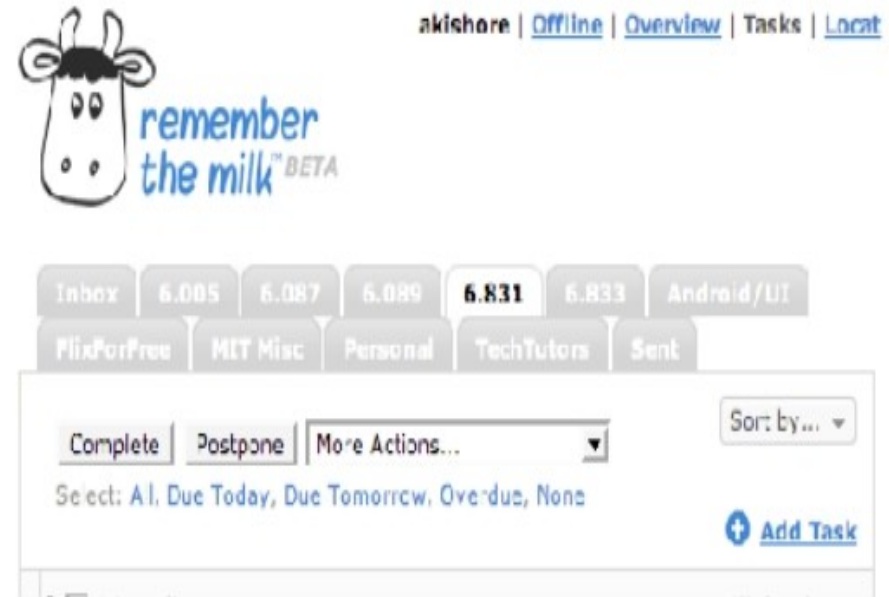 akishore | Offline | Overview | Tasks | Locat
remember
the milk™ BETA
Inbox 6.005 6.087 6.089 6.831 6.833 Android/UI
FlixForFree MIT Misc Personal TechTutors Sent
Sort by...
Complete Postpone More Actions...
Select: All, Due Today, Due Tomorrow, Overdue, None
Add Task